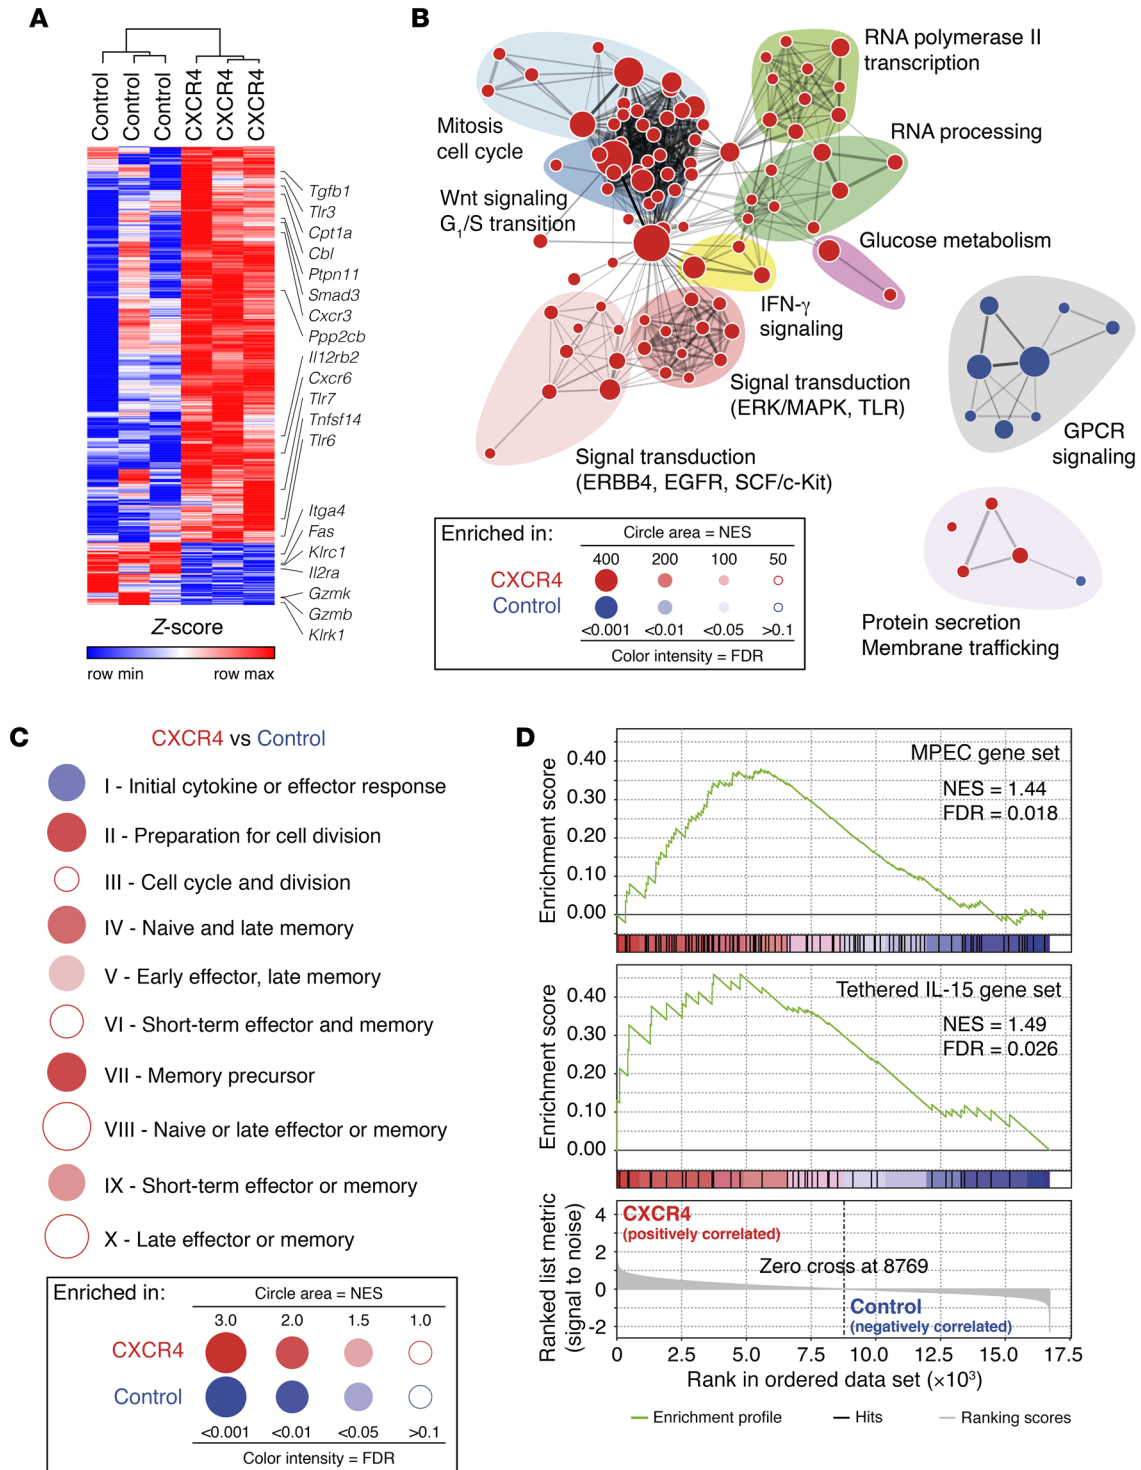 A
Control
Control
Control
CXCR4
CXCR4
CXCR4
Tgfb1
Tlr3
Cpt1a
Cbl
Ptpn11
Smad3
Cxcr3
Ppp2cb
Il12rb2
Cxcr6
Tlr7
Tnfsf14
Tlr6
Itga4
Fas
Klrc1
Il2ra
Gzmk
Gzmb
Klrk1
Z-score
row min
row max
B
RNA polymerase II
transcription
Mitosis
cell cycle
RNA processing
Wnt signaling
G1/S transition
Glucose metabolism
IFN-γ
signaling
Signal transduction
(ERK/MAPK, TLR)
GPCR
signaling
Signal transduction
(ERBB4, EGFR, SCF/c-Kit)
Protein secretion
Membrane trafficking
Enriched in:
Circle area = NES
400 200 100 50
CXCR4
Control
<0.001 <0.01 <0.05 >0.1
Color intensity = FDR
C
CXCR4 vs Control
I - Initial cytokine or effector response
II - Preparation for cell division
III - Cell cycle and division
IV - Naive and late memory
V - Early effector, late memory
VI - Short-term effector and memory
VII - Memory precursor
VIII - Naive or late effector or memory
IX - Short-term effector or memory
X - Late effector or memory
Enriched in:
Circle area = NES
3.0 2.0 1.5 1.0
CXCR4
Control
<0.001 <0.01 <0.05 >0.1
Color intensity = FDR
D
Enrichment score
0.40
0.30
0.20
0.10
0.00
MPEC gene set
NES = 1.44
FDR = 0.018
Enrichment score
0.40
0.30
0.20
0.10
0.00
Tethered IL-15 gene set
NES = 1.49
FDR = 0.026
Ranked list metric
(signal to noise)
4
2
0
-2
CXCR4
(positively correlated)
Zero cross at 8769
Control
(negatively correlated)
0 2.5 5.0 7.5 10.0 12.5 15.0 17.5
Rank in ordered data set (×10³)
Enrichment profile
Hits
Ranking scores